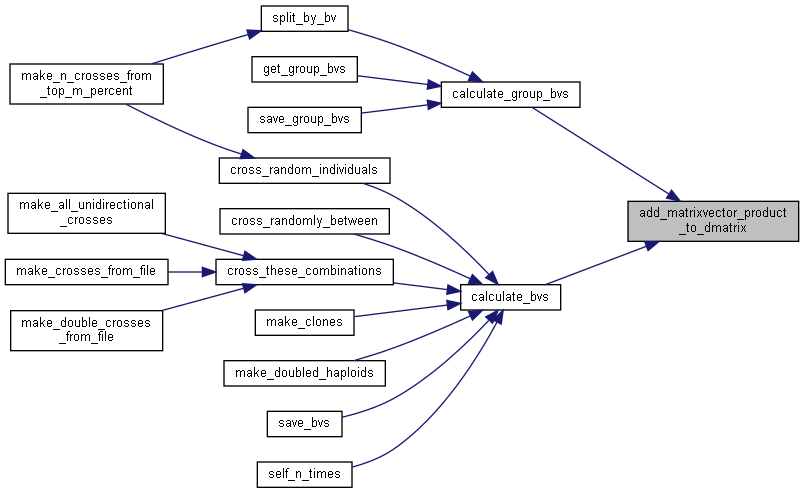 split_by_bv
make_n_crosses_from
_top_m_percent
get_group_bvs
calculate_group_bvs
save_group_bvs
cross_random_individuals
make_all_unidirectional
_crosses
cross_randomly_between
add_matrixvector_product
_to_dmatrix
make_crosses_from_file
cross_these_combinations
calculate_bvs
make_double_crosses
_from_file
make_clones
make_doubled_haploids
save_bvs
self_n_times